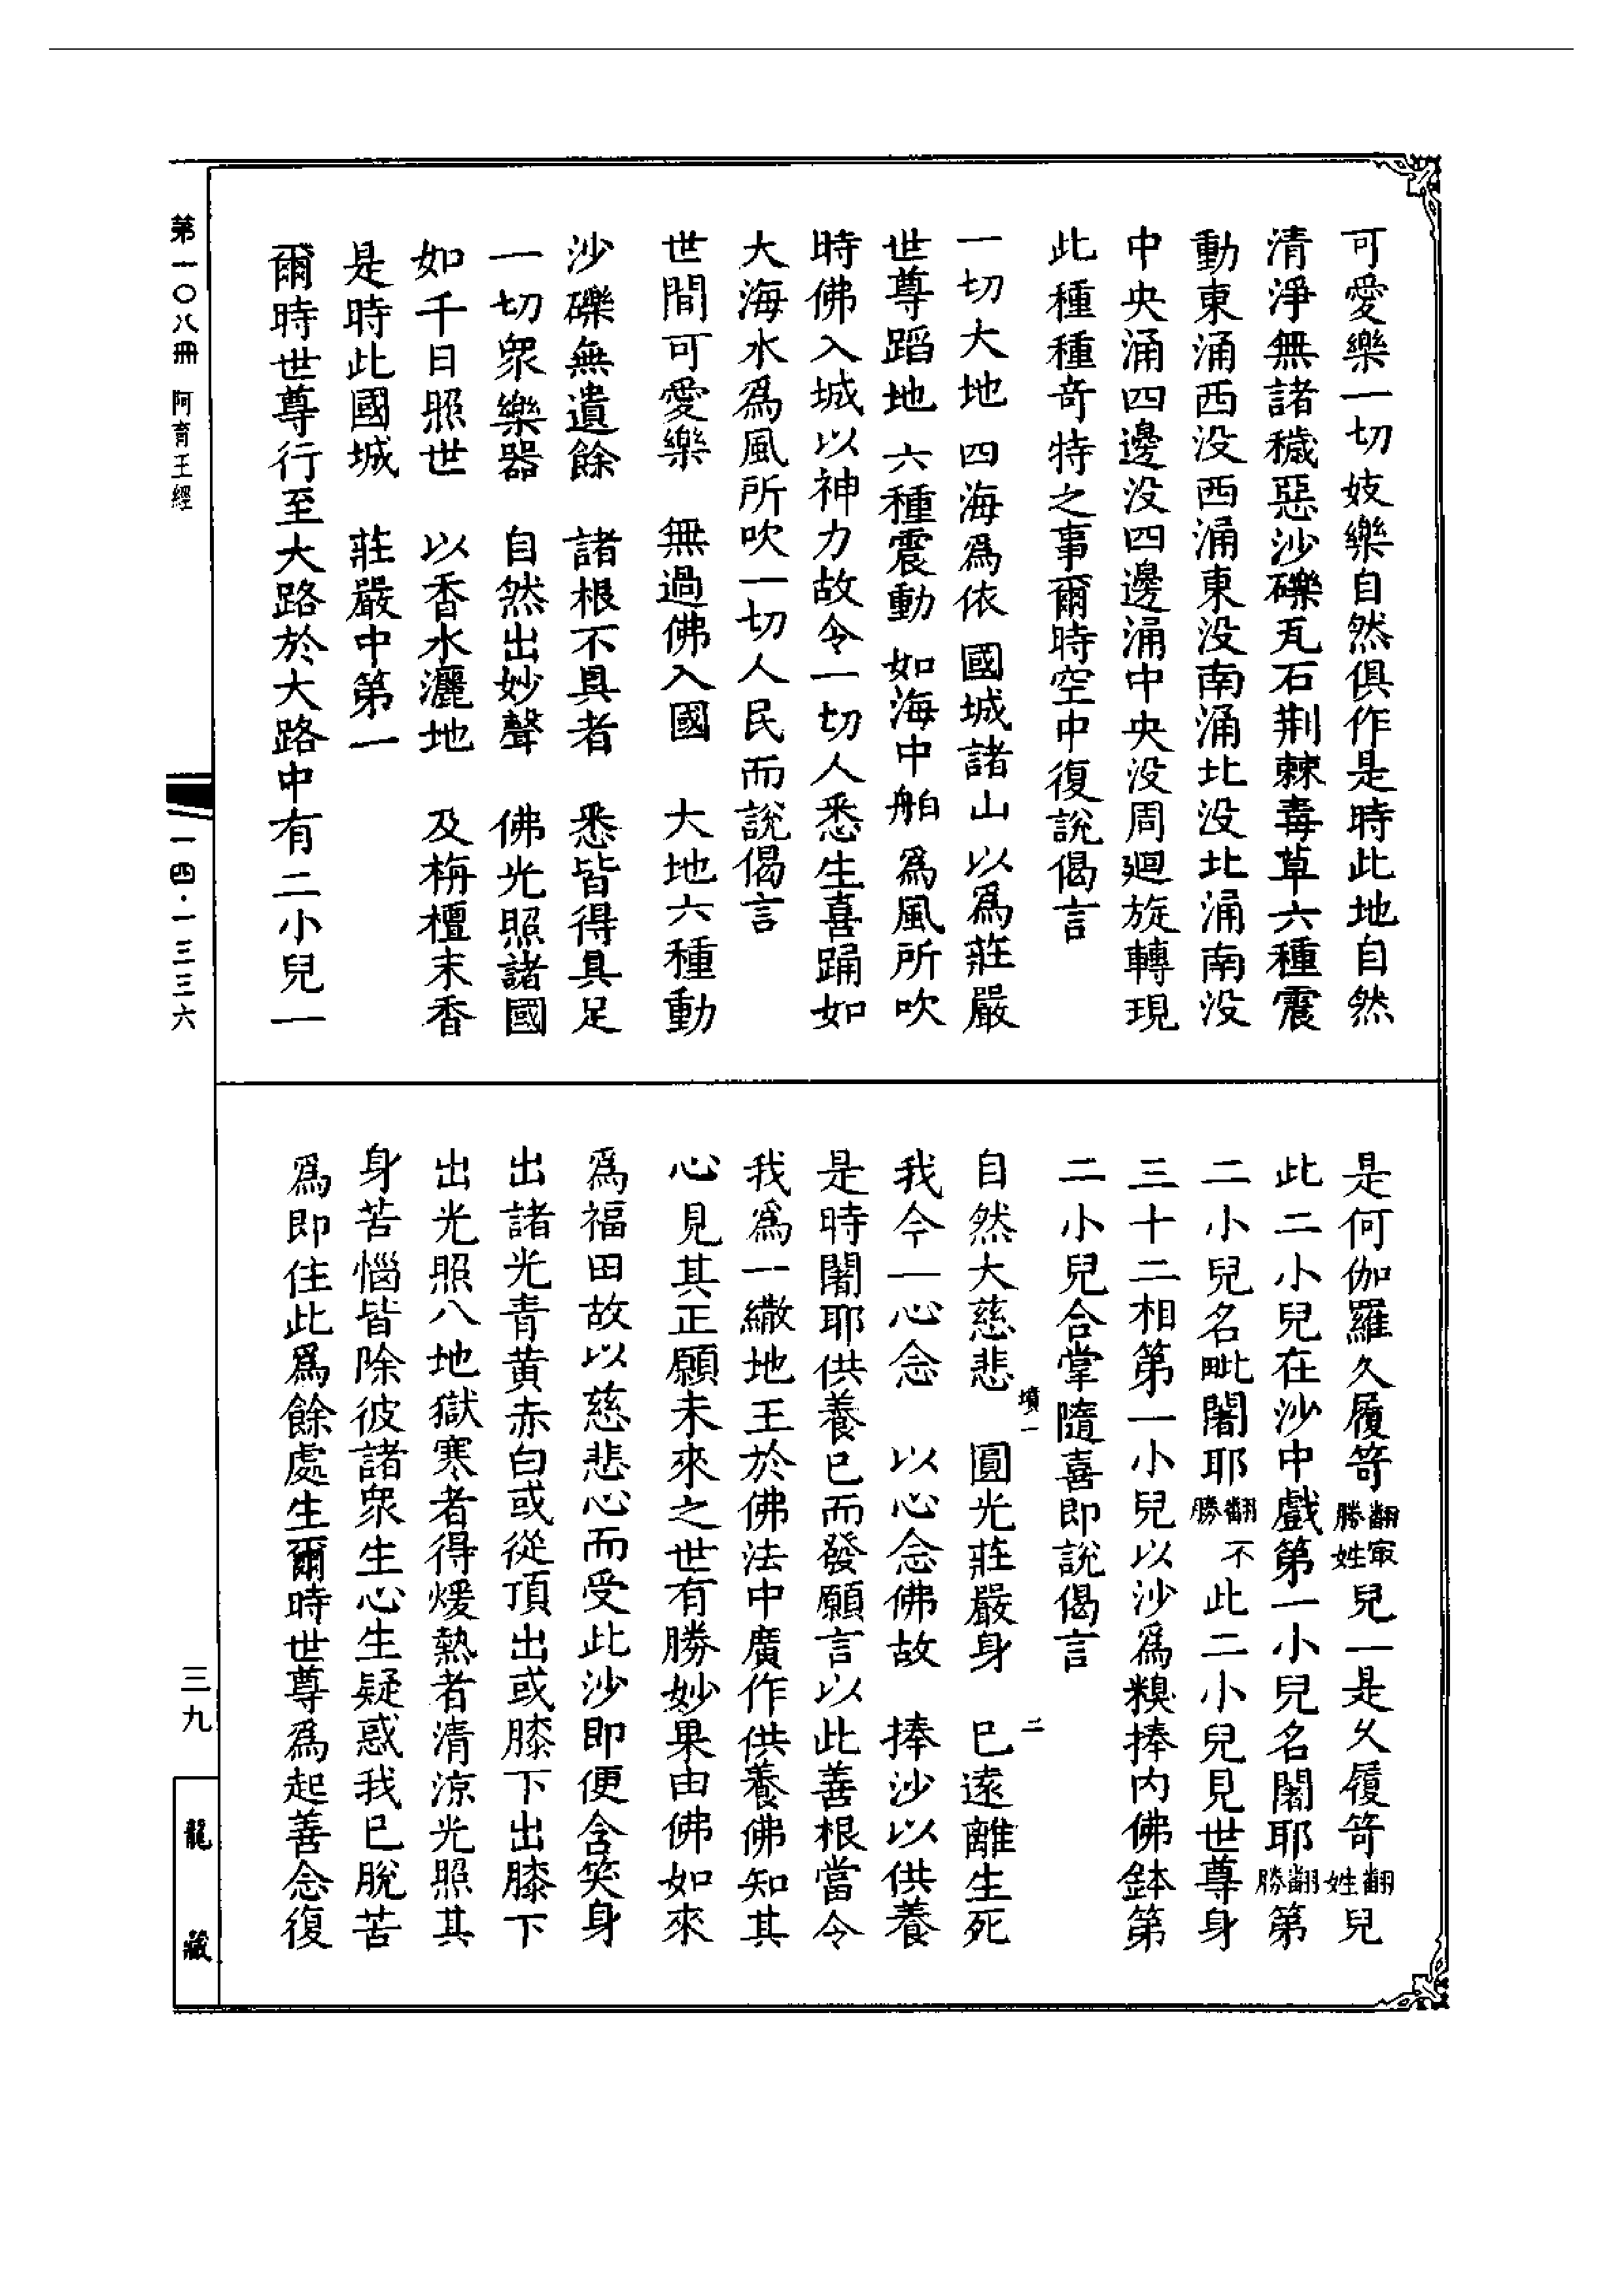 可愛樂一切妓樂自然俱作是時此地自然
清淨無諸穢惡沙礫瓦石荆棘毒草六種震
動東涌西没西涌東没南涌北没北涌南没
中央涌四邊没四邊涌中央没周廻旋轉現
此種種竒特之事爾時空中復說偈言
一切大地 四海爲依 國城諸山 以爲莊嚴
世尊蹈地 六種震動 如海中舶 爲風所吹
時佛入城以神力故令一切人悉生喜踊如
大海水爲風所吹一切人民而說偈言
世間可愛樂 無過佛入國 大地六種動
沙礫無遺餘 諸根不具者 悉皆得具足
一切衆樂器 自然出妙聲 佛光照諸國
如千日照世 以香水灑地 及栴檀末香
是時此國城 莊嚴中第一
爾時世尊行至大路於大路中有二小兒一
是何伽羅久履笴翻冣勝姓兒一是久履笴翻姓兒
此二小兒在沙中戲第一小兒名闍耶翻勝第
二小兒名毗闍耶翻不勝此二小兒見世尊身
三十二相第一小兒以沙爲糗捧内佛鉢第
二小兒合掌隨喜即說偈言
自然大慈悲 圓光莊嚴身 已遠離生死
墳一
二
我今一心念 以心念佛故 捧沙以供養
是時闍耶供養已而發願言以此善根當令
我爲一繖地王於佛法中廣作供養佛知其
心見其正願未來之世有勝妙果由佛如來
爲福田故以慈悲心而受此沙即便含笑身
出諸光青黄赤白或從頂出或膝下出膝下
出光照八地獄寒者得煖熱者清涼光照其
身苦惱皆除彼諸衆生心生疑惑我已脫苦
爲即住此爲餘處生爾時世尊爲起善念復
第一〇八冊 阿育王經
一四·一三三六
三九
龍藏